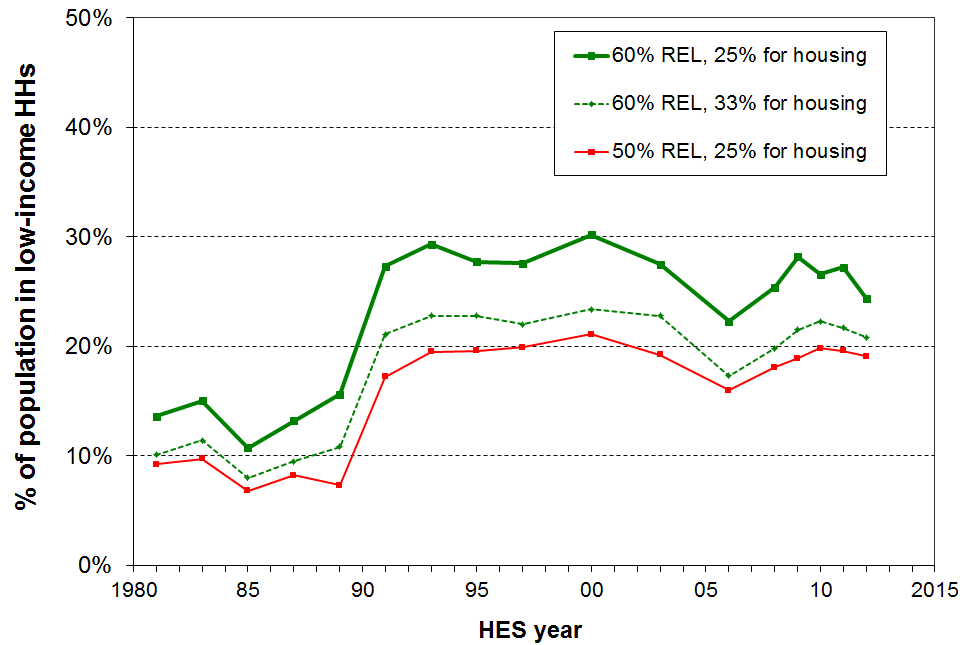 50%
40%
30%
20%
10%
0%
% of population in low-income HHs
60% REL, 25% for housing
60% REL, 33% for housing
50% REL, 25% for housing
1980 85 90 95 00 05 10 2015
HES year